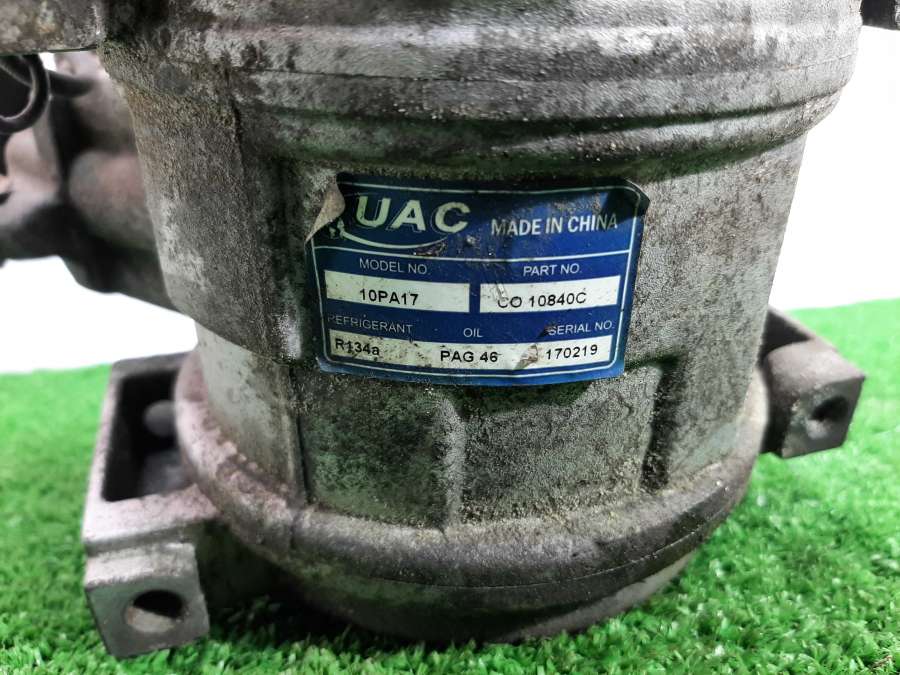 UAC MADE IN CHINA
MODEL NO. PART NO.
10PA17 CO 10840C
REFRIGERANT OIL SERIAL NO.
R134a PAG 46 170219